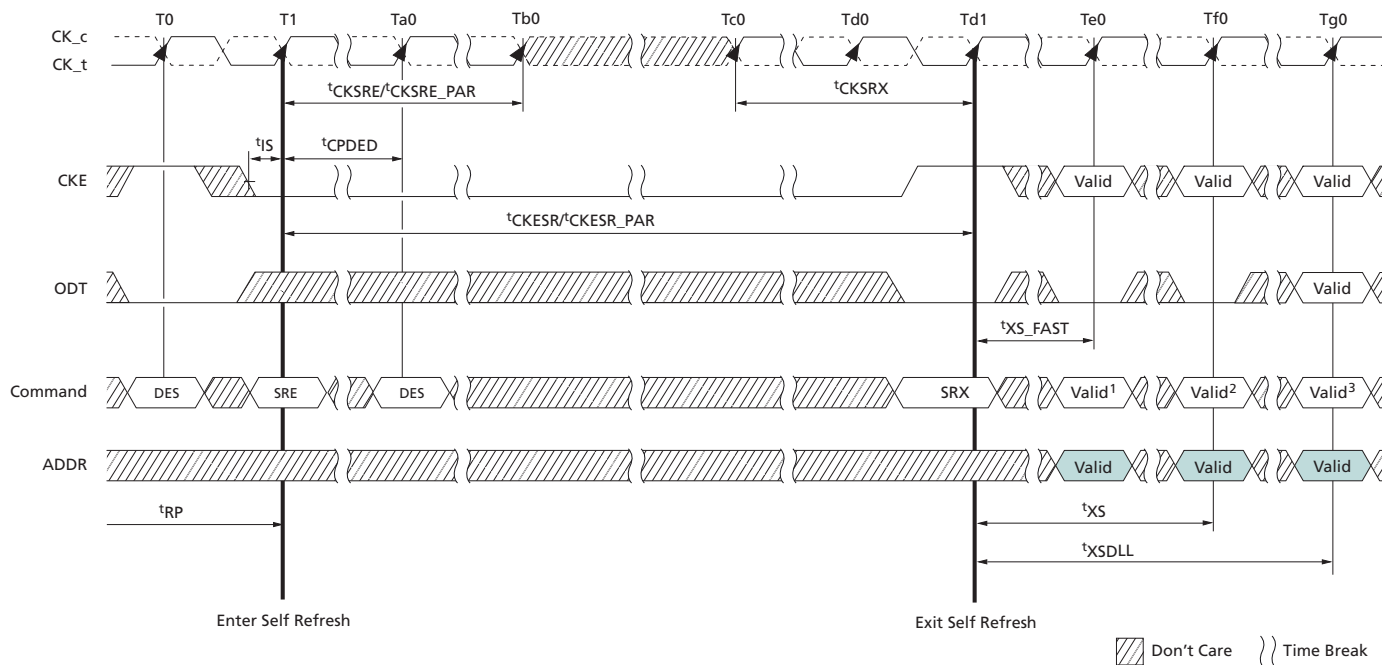 T0 T1 Ta0 Tb0 Tc0 Td0 Td1 Te0 Tf0 Tg0
CK_c
CK_t
tCKSRE/tCKSRE_PAR tCKSRX
tIS tCPDED
CKE Valid Valid Valid
tCKESR/tCKESR_PAR
ODT Valid
tXS_FAST
Command DES SRE DES SRX Valid1 Valid2 Valid3
ADDR Valid Valid Valid
tRP tXS
tXSDLL
Enter Self Refresh Exit Self Refresh
Don't Care Time Break